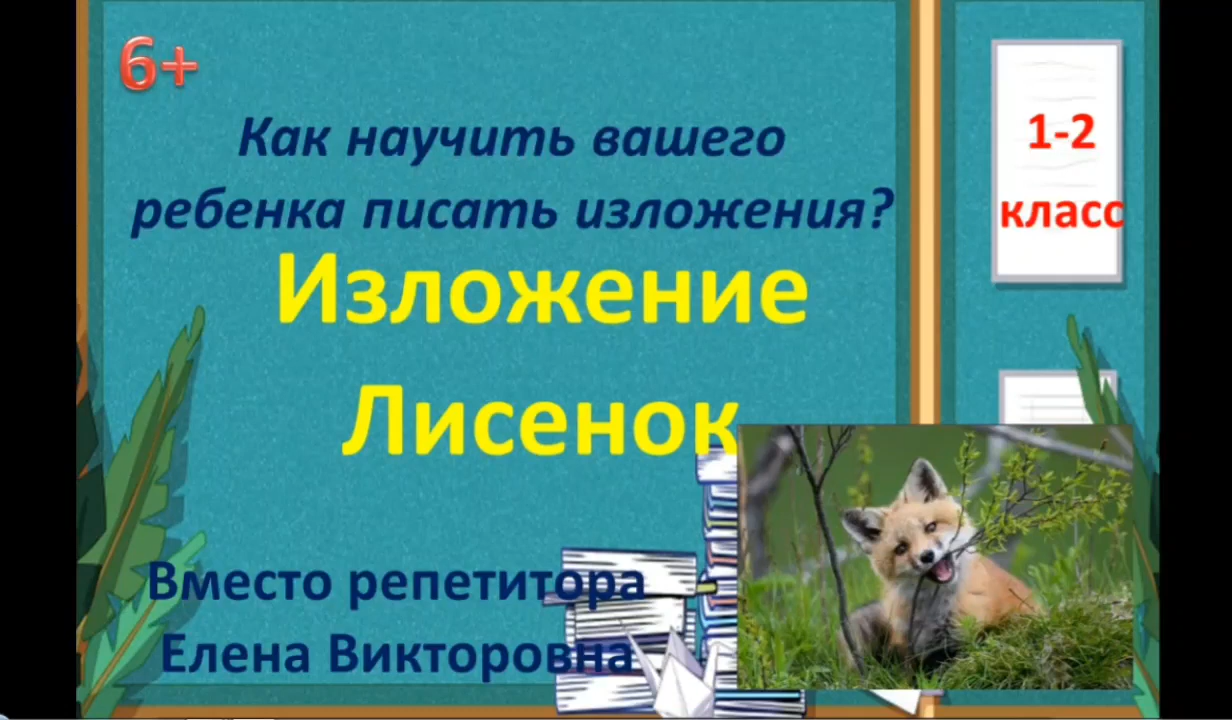 6+
Как научить вашего
ребенка писать изложения?
Изложение
Лисенок
Вместо репетитора
Елена Викторовна
1-2
класс